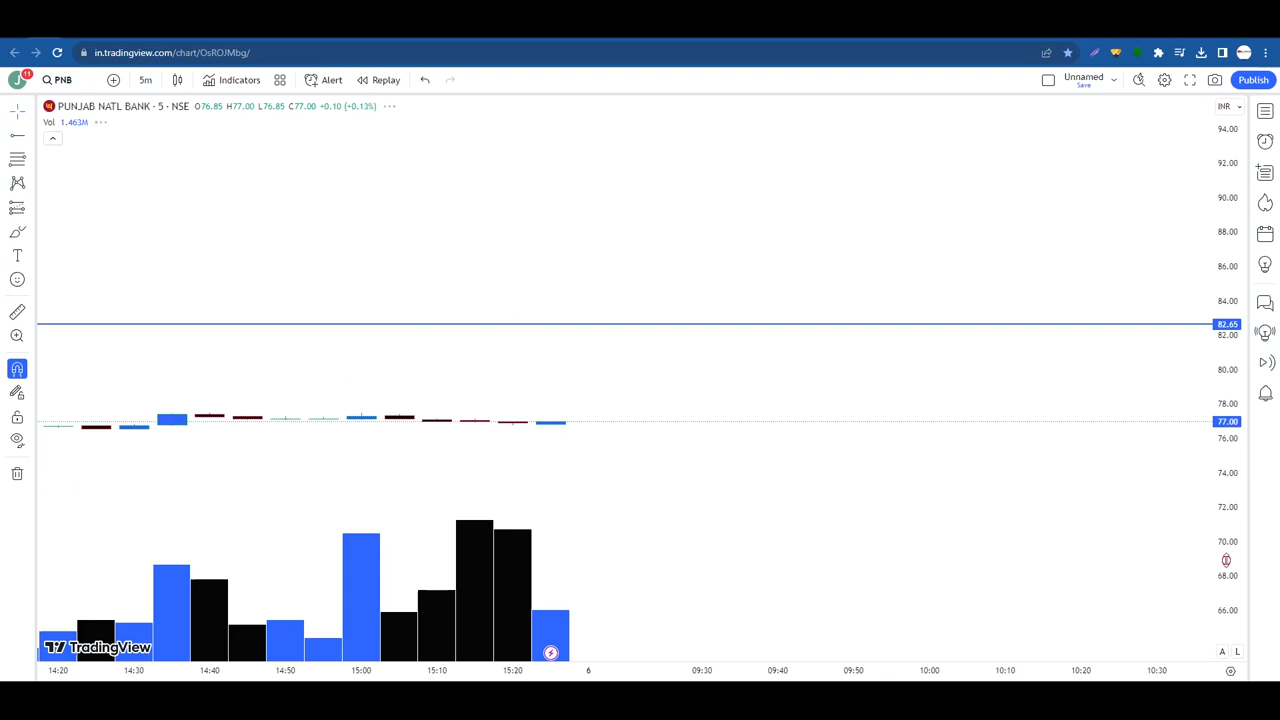 in.tradingview.com/chart/OsROJMbg/
J 11 PNB 5m Indicators Alert Replay Unnamed Save Publish
PUNJAB NATL BANK · 5 · NSE O76.85 H77.00 L76.85 C77.00 +0.10 (+0.13%) INR
Vol 1.463M
94.00
92.00
90.00
88.00
86.00
84.00
82.65
82.00
80.00
78.00
77.00
76.00
74.00
72.00
70.00
68.00
66.00
TradingView
A L
14:20 14:30 14:40 14:50 15:00 15:10 15:20 6 09:30 09:40 09:50 10:00 10:10 10:20 10:30